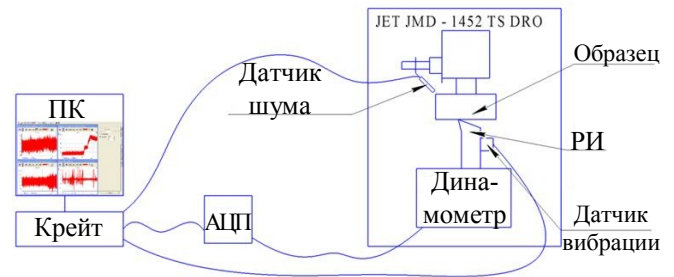 JET JMD - 1452 TS DRO
Датчик
шума
Образец
ПК
РИ
Дина-
мометр
Крейт
АЦП
Датчик
вибрации